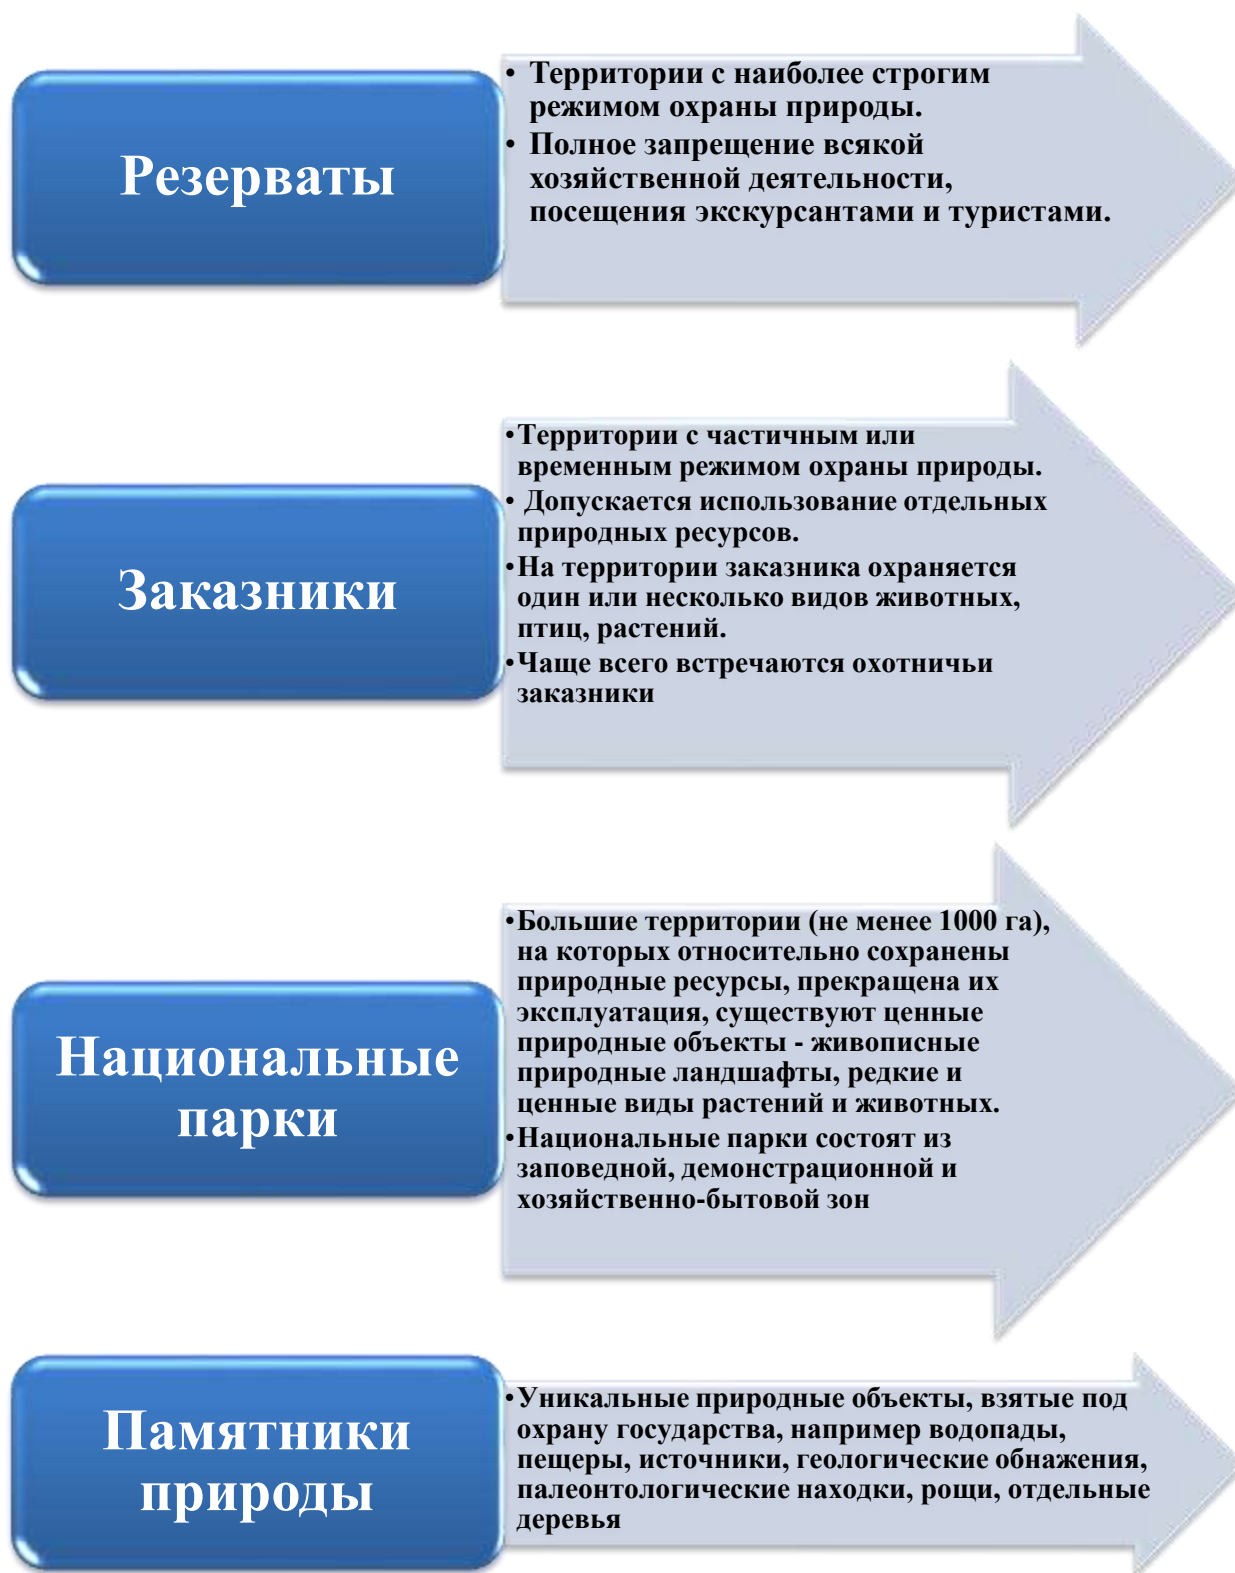 Резерваты
• Территории с наиболее строгим
режимом охраны природы.
• Полное запрещение всякой
хозяйственной деятельности,
посещения экскурсантами и туристами.
Заказники
•Территории с частичным или
временным режимом охраны природы.
• Допускается использование отдельных
природных ресурсов.
•На территории заказника охраняется
один или несколько видов животных,
птиц, растений.
•Чаще всего встречаются охотничьи
заказники
Национальные
парки
•Большие территории (не менее 1000 га),
на которых относительно сохранены
природные ресурсы, прекращена их
эксплуатация, существуют ценные
природные объекты - живописные
природные ландшафты, редкие и
ценные виды растений и животных.
•Национальные парки состоят из
заповедной, демонстрационной и
хозяйственно-бытовой зон
Памятники
природы
•Уникальные природные объекты, взятые под
охрану государства, например водопады,
пещеры, источники, геологические обнажения,
палеонтологические находки, рощи, отдельные
деревья